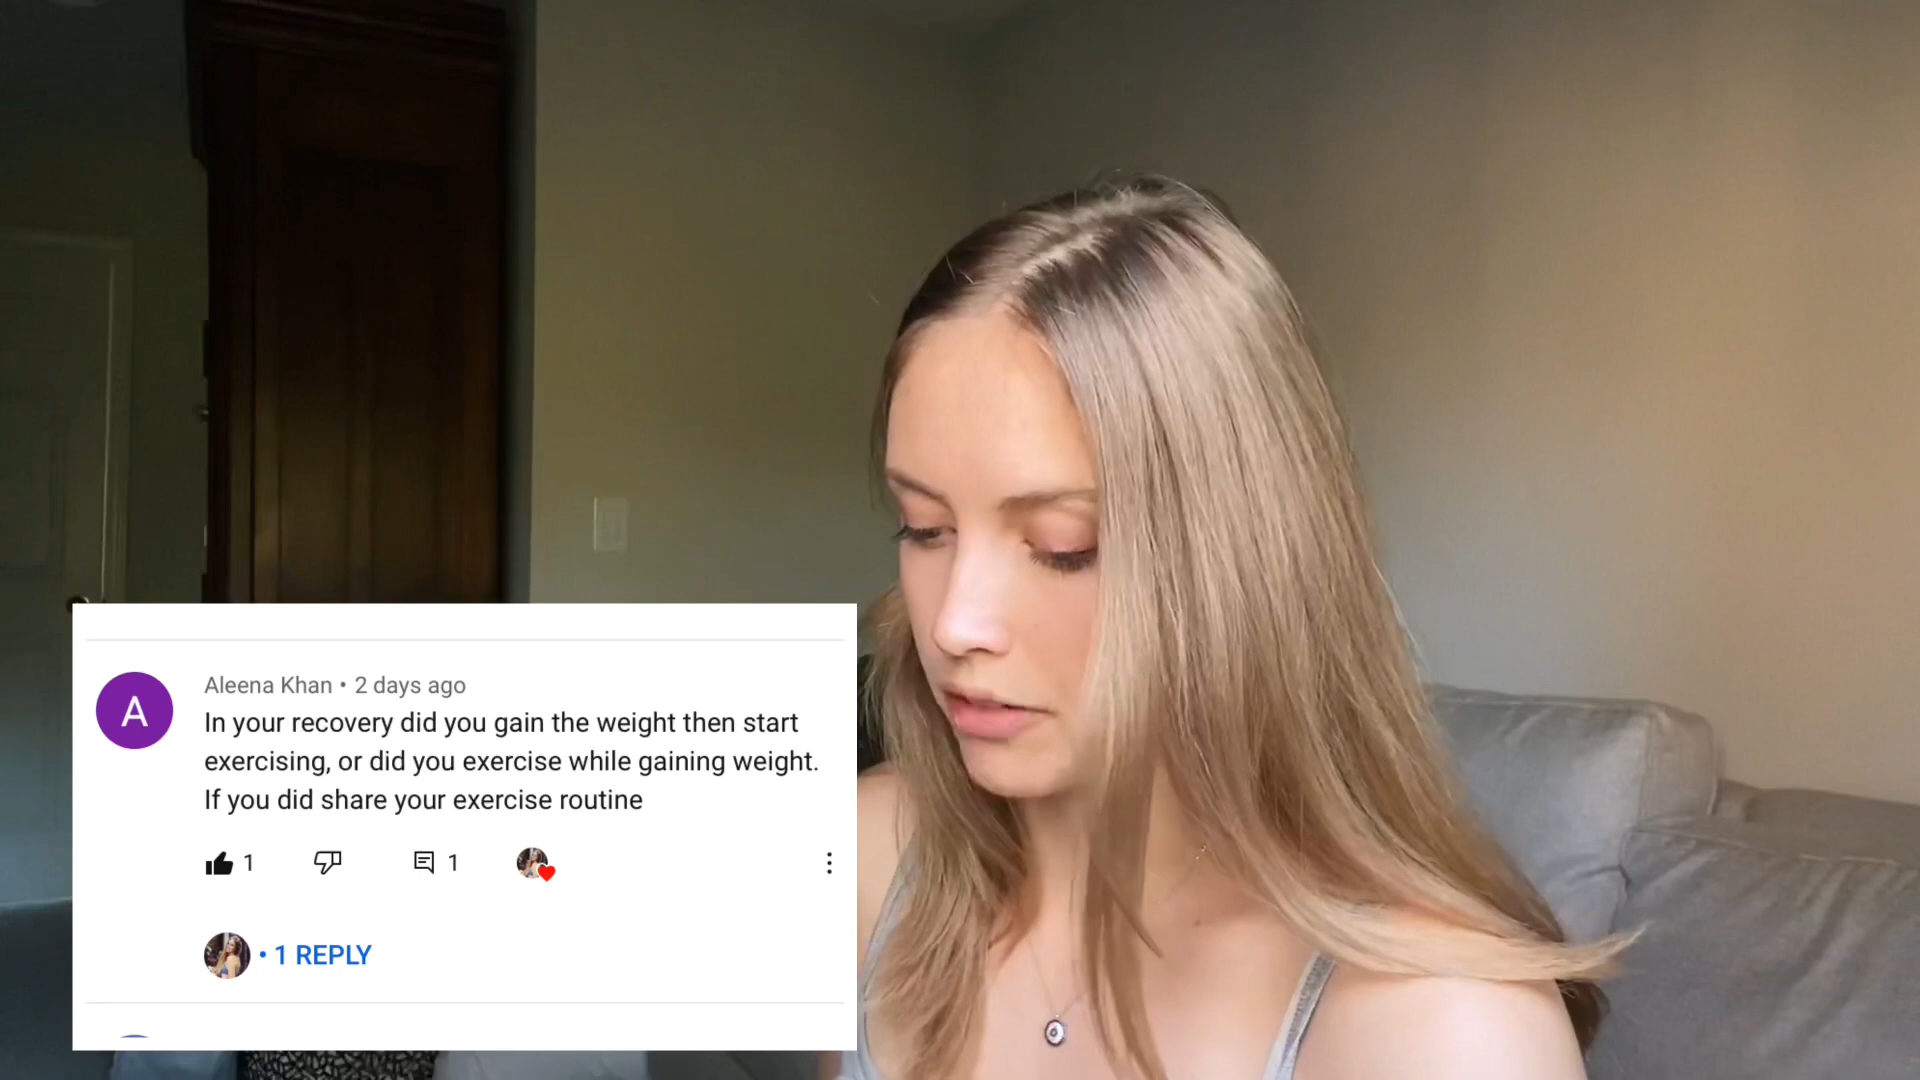 A
Aleena Khan • 2 days ago
In your recovery did you gain the weight then start
exercising, or did you exercise while gaining weight.
If you did share your exercise routine
1
1
• 1 REPLY